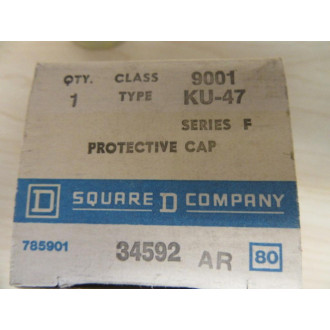 QTY. CLASS 9001
1 TYPE KU-47
SERIES F
PROTECTIVE CAP
D SQUARE D COMPANY
785901 34592 AR 80